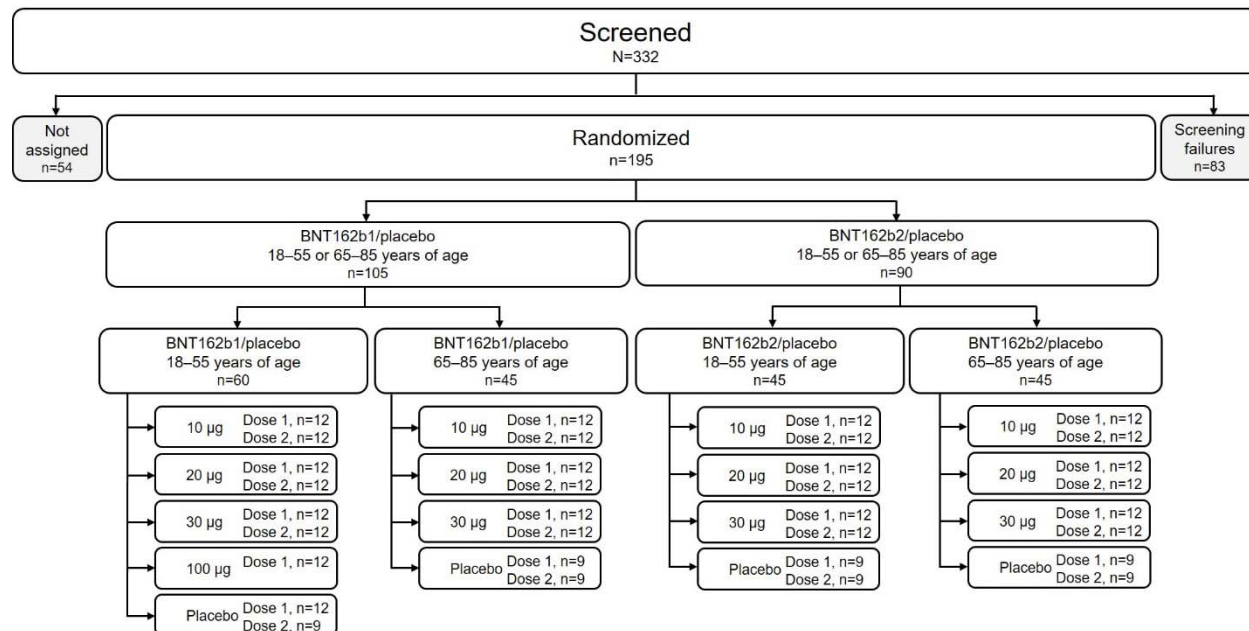 Screened
N=332
Not
assigned
n=54
Randomized
n=195
Screening
failures
n=83
BNT162b1/placebo
18–55 or 65–85 years of age
n=105
BNT162b2/placebo
18–55 or 65–85 years of age
n=90
BNT162b1/placebo
18–55 years of age
n=60
BNT162b1/placebo
65–85 years of age
n=45
BNT162b2/placebo
18–55 years of age
n=45
BNT162b2/placebo
65–85 years of age
n=45
10 µg Dose 1, n=12
Dose 2, n=12
20 µg Dose 1, n=12
Dose 2, n=12
30 µg Dose 1, n=12
Dose 2, n=12
100 µg Dose 1, n=12
Placebo Dose 1, n=12
Dose 2, n=9
10 µg Dose 1, n=12
Dose 2, n=12
20 µg Dose 1, n=12
Dose 2, n=12
30 µg Dose 1, n=12
Dose 2, n=12
Placebo Dose 1, n=9
Dose 2, n=9
10 µg Dose 1, n=12
Dose 2, n=12
20 µg Dose 1, n=12
Dose 2, n=12
30 µg Dose 1, n=12
Dose 2, n=12
Placebo Dose 1, n=9
Dose 2, n=9
10 µg Dose 1, n=12
Dose 2, n=12
20 µg Dose 1, n=12
Dose 2, n=12
30 µg Dose 1, n=12
Dose 2, n=12
Placebo Dose 1, n=9
Dose 2, n=9